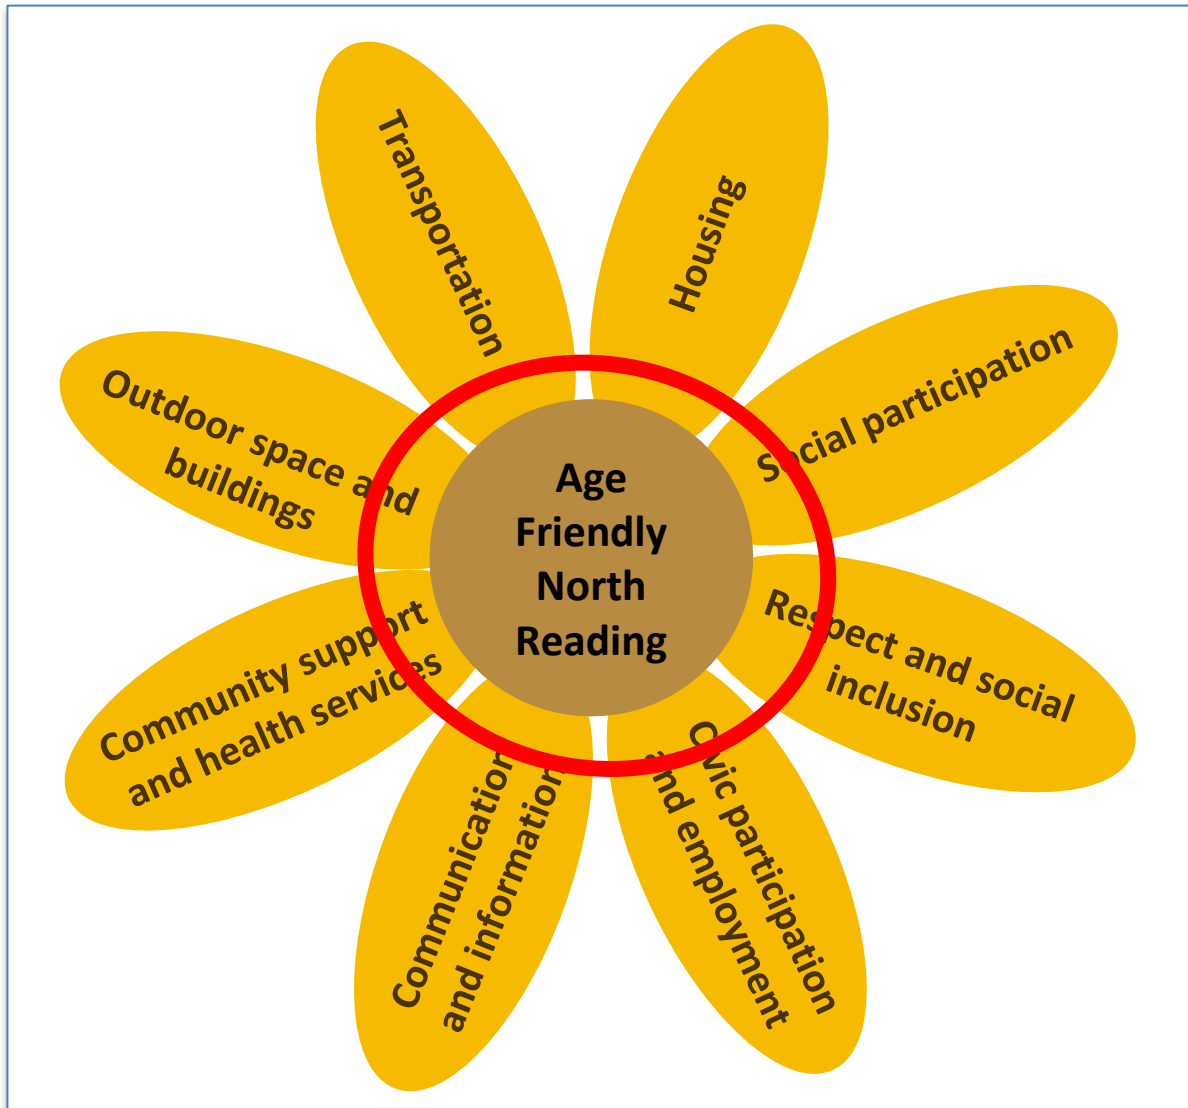 Age
Friendly
North
Reading
Transportation
Housing
Social participation
Respect and social
inclusion
Civic participation
and employment
Communication
and information
Community support
and health services
Outdoor space and
buildings